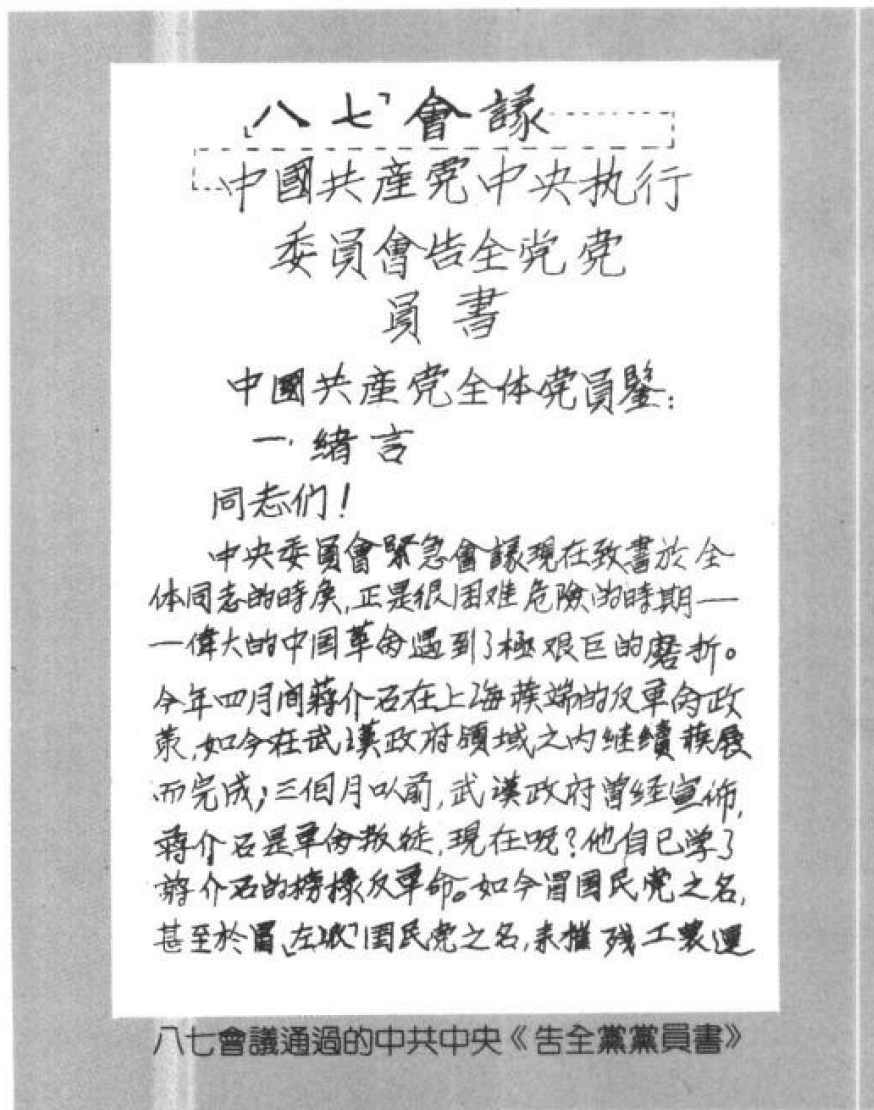 「八七」會議
中國共產党中央执行
委員會告全党党
員書
中國共產党全体党員鑒:
一.緒言
同志们!
中央委員會緊急會議現在致書於全
体同志的時候,正是很困难危險的時期—
—偉大的中国革命遇到了極艰巨的磨折。
今年四月间蔣介石在上海發端的反革命政
策,如今在武漢政府領域之内继續發展
而完成;三個月以前,武漢政府曾经宣佈,
蔣介石是革命叛徒,現在呢?他自己学了
蔣介石的榜樣反革命。如今冒國民党之名,
甚至於冒「左派」国民党之名,来摧残工農運
八七會議通過的中共中央《告全黨黨員書》